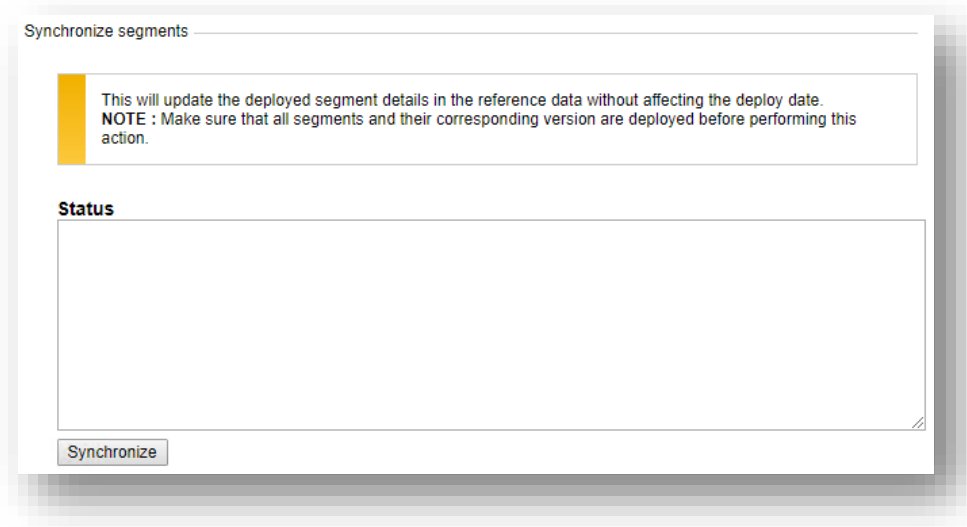 Synchronize segments
This will update the deployed segment details in the reference data without affecting the deploy date.
NOTE : Make sure that all segments and their corresponding version are deployed before performing this
action.
Status
Synchronize